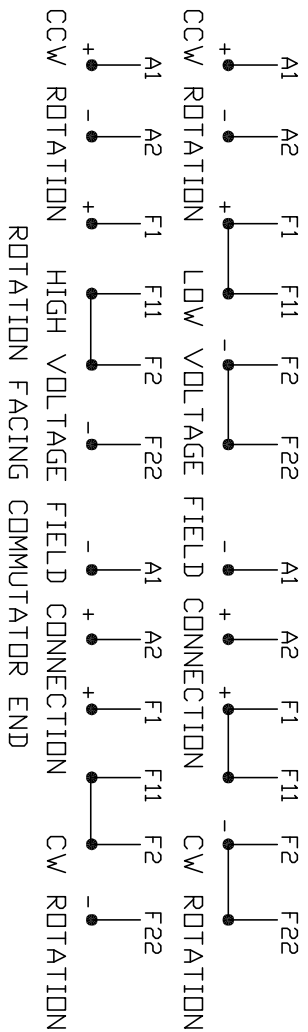 A1 A2 F1 F11 F2 F22 A1 A2 F1 F11 F2 F22
+ - + - - + + -
CCW ROTATION LOW VOLTAGE FIELD CONNECTION CW ROTATION
A1 A2 F1 F11 F2 F22 A1 A2 F1 F11 F2 F22
+ - + - - + + -
CCW ROTATION HIGH VOLTAGE FIELD CONNECTION CW ROTATION
ROTATION FACING COMMUTATOR END